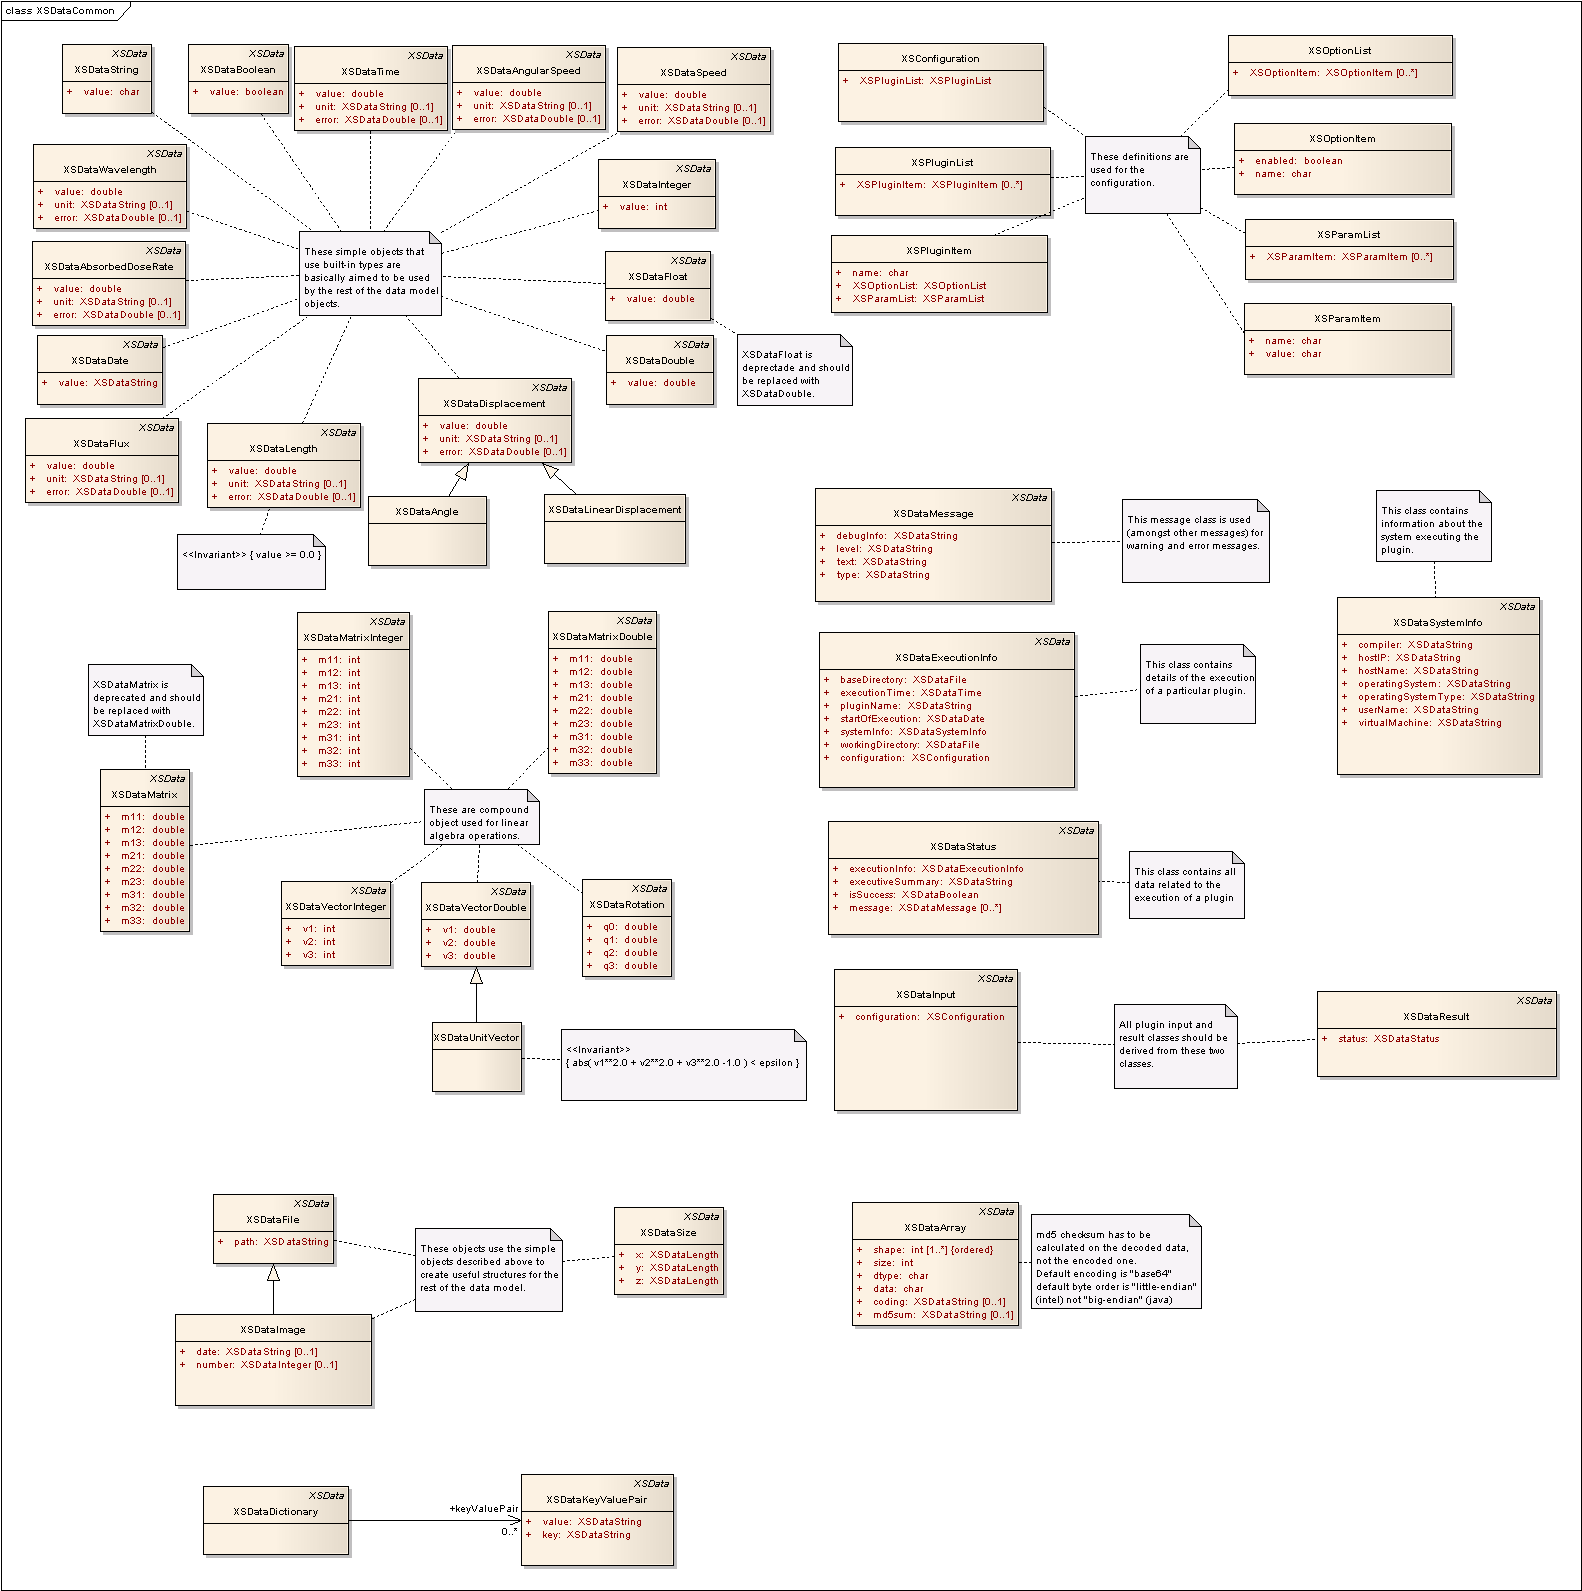 class XSDataCommon
XSData
XSDataString
+ value: char
XSData
XSDataBoolean
+ value: boolean
XSData
XSDataTime
+ value: double
+ unit: XSDataString [0..1]
+ error: XSDataDouble [0..1]
XSData
XSDataAngularSpeed
+ value: double
+ unit: XSDataString [0..1]
+ error: XSDataDouble [0..1]
XSData
XSDataSpeed
+ value: double
+ unit: XSDataString [0..1]
+ error: XSDataDouble [0..1]
XSData
XSDataWavelength
+ value: double
+ unit: XSDataString [0..1]
+ error: XSDataDouble [0..1]
XSData
XSDataInteger
+ value: int
XSData
XSDataAbsorbedDoseRate
+ value: double
+ unit: XSDataString [0..1]
+ error: XSDataDouble [0..1]
These simple objects that
use built-in types are
basically aimed to be used
by the rest of the data model
objects.
XSData
XSDataFloat
+ value: double
XSData
XSDataDate
+ value: XSDataString
XSData
XSDataDouble
+ value: double
XSDataFloat is
deprectade and should
be replaced with
XSDataDouble.
XSData
XSDataFlux
+ value: double
+ unit: XSDataString [0..1]
+ error: XSDataDouble [0..1]
XSData
XSDataLength
+ value: double
+ unit: XSDataString [0..1]
+ error: XSDataDouble [0..1]
XSData
XSDataDisplacement
+ value: double
+ unit: XSDataString [0..1]
+ error: XSDataDouble [0..1]
XSDataAngle
XSDataLinearDisplacement
<<Invariant>> { value >= 0.0 }
XSConfiguration
+ XSPluginList: XSPluginList
XSOptionList
+ XSOptionItem: XSOptionItem [0..*]
XSPluginList
+ XSPluginItem: XSPluginItem [0..*]
These definitions are
used for the
configuration.
XSOptionItem
+ enabled: boolean
+ name: char
XSPluginItem
+ name: char
+ XSOptionList: XSOptionList
+ XSParamList: XSParamList
XSParamList
+ XSParamItem: XSParamItem [0..*]
XSParamItem
+ name: char
+ value: char
XSData
XSDataMessage
+ debugInfo: XSDataString
+ level: XSDataString
+ text: XSDataString
+ type: XSDataString
This message class is used
(amongst other messages) for
warning and error messages.
This class contains
information about the
system executing the
plugin.
XSData
XSDataSystemInfo
+ compiler: XSDataString
+ hostIP: XSDataString
+ hostName: XSDataString
+ operatingSystem: XSDataString
+ operatingSystemType: XSDataString
+ userName: XSDataString
+ virtualMachine: XSDataString
XSData
XSDataExecutionInfo
+ baseDirectory: XSDataFile
+ executionTime: XSDataTime
+ pluginName: XSDataString
+ startOfExecution: XSDataDate
+ systemInfo: XSDataSystemInfo
+ workingDirectory: XSDataFile
+ configuration: XSConfiguration
This class contains
details of the execution
of a particular plugin.
XSDataMatrix is
deprecated and should
be replaced with
XSDataMatrixDouble.
XSData
XSDataMatrixInteger
+ m11: int
+ m12: int
+ m13: int
+ m21: int
+ m22: int
+ m23: int
+ m31: int
+ m32: int
+ m33: int
XSData
XSDataMatrixDouble
+ m11: double
+ m12: double
+ m13: double
+ m21: double
+ m22: double
+ m23: double
+ m31: double
+ m32: double
+ m33: double
XSData
XSDataMatrix
+ m11: double
+ m12: double
+ m13: double
+ m21: double
+ m22: double
+ m23: double
+ m31: double
+ m32: double
+ m33: double
These are compound
object used for linear
algebra operations.
XSData
XSDataVectorInteger
+ v1: int
+ v2: int
+ v3: int
XSData
XSDataVectorDouble
+ v1: double
+ v2: double
+ v3: double
XSData
XSDataRotation
+ q0: double
+ q1: double
+ q2: double
+ q3: double
XSDataUnitVector
<<Invariant>>
{ abs( v1**2.0 + v2**2.0 + v3**2.0 -1.0 ) < epsilon }
XSData
XSDataStatus
+ executionInfo: XSDataExecutionInfo
+ executiveSummary: XSDataString
+ isSuccess: XSDataBoolean
+ message: XSDataMessage [0..*]
This class contains all
data related to the
execution of a plugin
XSData
XSDataInput
+ configuration: XSConfiguration
All plugin input and
result classes should be
derived from these two
classes.
XSData
XSDataResult
+ status: XSDataStatus
XSData
XSDataFile
+ path: XSDataString
These objects use the simple
objects described above to
create useful structures for the
rest of the data model.
XSData
XSDataSize
+ x: XSDataLength
+ y: XSDataLength
+ z: XSDataLength
XSDataImage
+ date: XSDataString [0..1]
+ number: XSDataInteger [0..1]
XSData
XSDataArray
+ shape: int [1..*] {ordered}
+ size: int
+ dtype: char
+ data: char
+ coding: XSDataString [0..1]
+ md5sum: XSDataString [0..1]
md5 checksum has to be
calculated on the decoded data,
not the encoded one.
Default encoding is "base64"
default byte order is "little-endian"
(intel) not "big-endian" (java)
XSData
XSDataDictionary
+keyValuePair
0..*
XSData
XSDataKeyValuePair
+ value: XSDataString
+ key: XSDataString